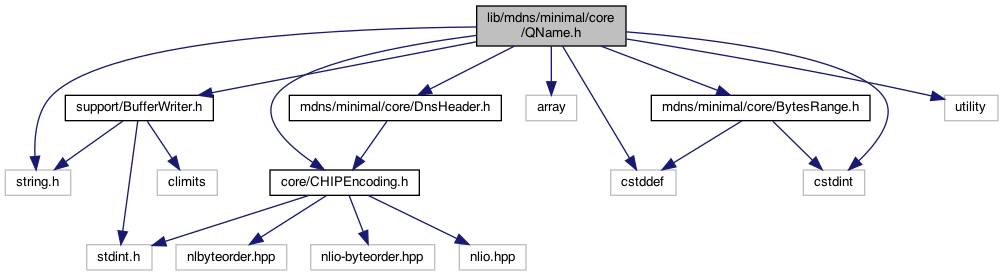 lib/mdns/minimal/core
/QName.h
support/BufferWriter.h
mdns/minimal/core/DnsHeader.h
array
mdns/minimal/core/BytesRange.h
utility
string.h
climits
core/CHIPEncoding.h
cstddef
cstdint
stdint.h
nlbyteorder.hpp
nlio-byteorder.hpp
nlio.hpp